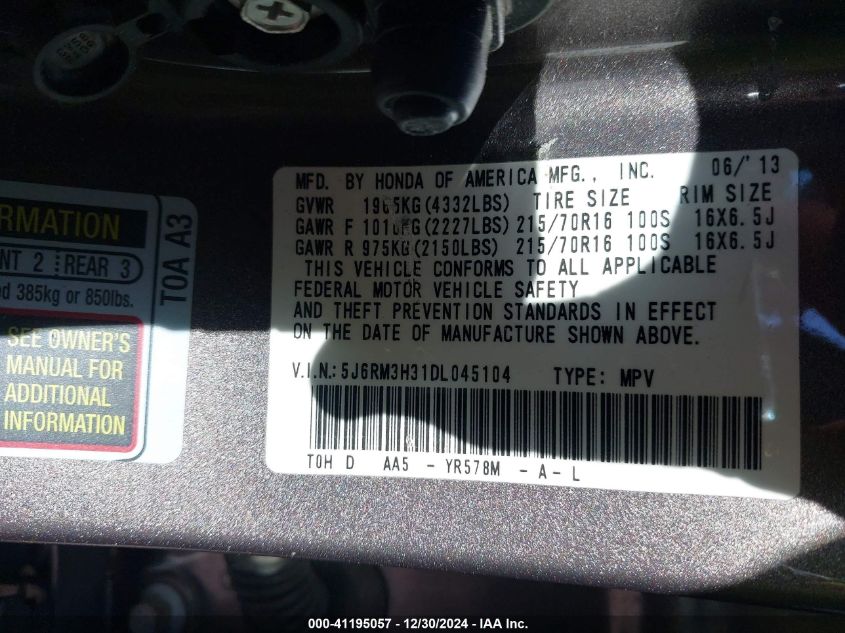 MFD. BY HONDA OF AMERICA MFG., INC. 06/'13
GVWR 1965KG(4332LBS) TIRE SIZE RIM SIZE
GAWR F 1010KG(2227LBS) 215/70R16 100S 16X6.5J
GAWR R 975KG(2150LBS) 215/70R16 100S 16X6.5J
THIS VEHICLE CONFORMS TO ALL APPLICABLE
FEDERAL MOTOR VEHICLE SAFETY
AND THEFT PREVENTION STANDARDS IN EFFECT
ON THE DATE OF MANUFACTURE SHOWN ABOVE.
V.I.N.: 5J6RM3H31DL045104 TYPE: MPV
T0H D AA5 - YR578M - A - L
RMATION
NT 2 REAR 3
d 385kg or 850lbs.
SEE OWNER'S
MANUAL FOR
ADDITIONAL
INFORMATION
T0A A3
000-41195057 - 12/30/2024 - IAA Inc.